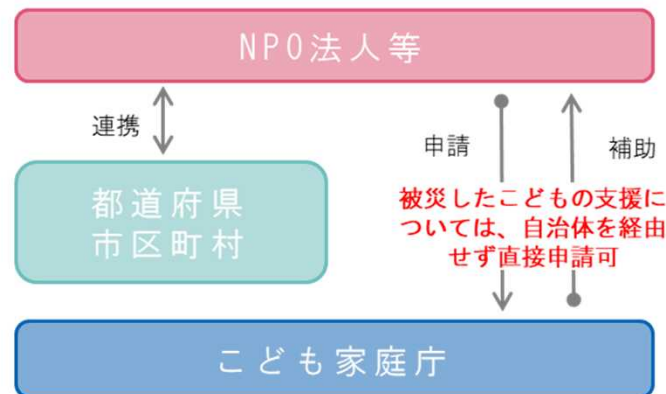 NPO法人等
連携
申請
補助
都道府県
市区町村
被災したこどもの支援に
ついては、自治体を経由
せず直接申請可
こども家庭庁